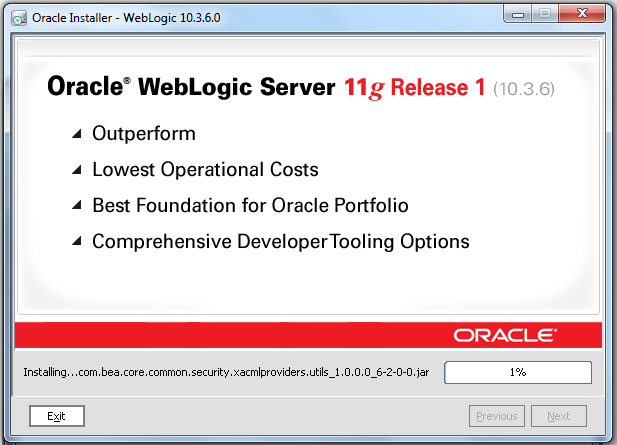 Oracle Installer - WebLogic 10.3.6.0
Oracle® WebLogic Server 11g Release 1 (10.3.6)
Outperform
Lowest Operational Costs
Best Foundation for Oracle Portfolio
Comprehensive Developer Tooling Options
ORACLE®
Installing...com.bea.core.common.security.xacmlproviders.utils_1.0.0.0_6-2-0-0.jar 1%
Exit Previous Next